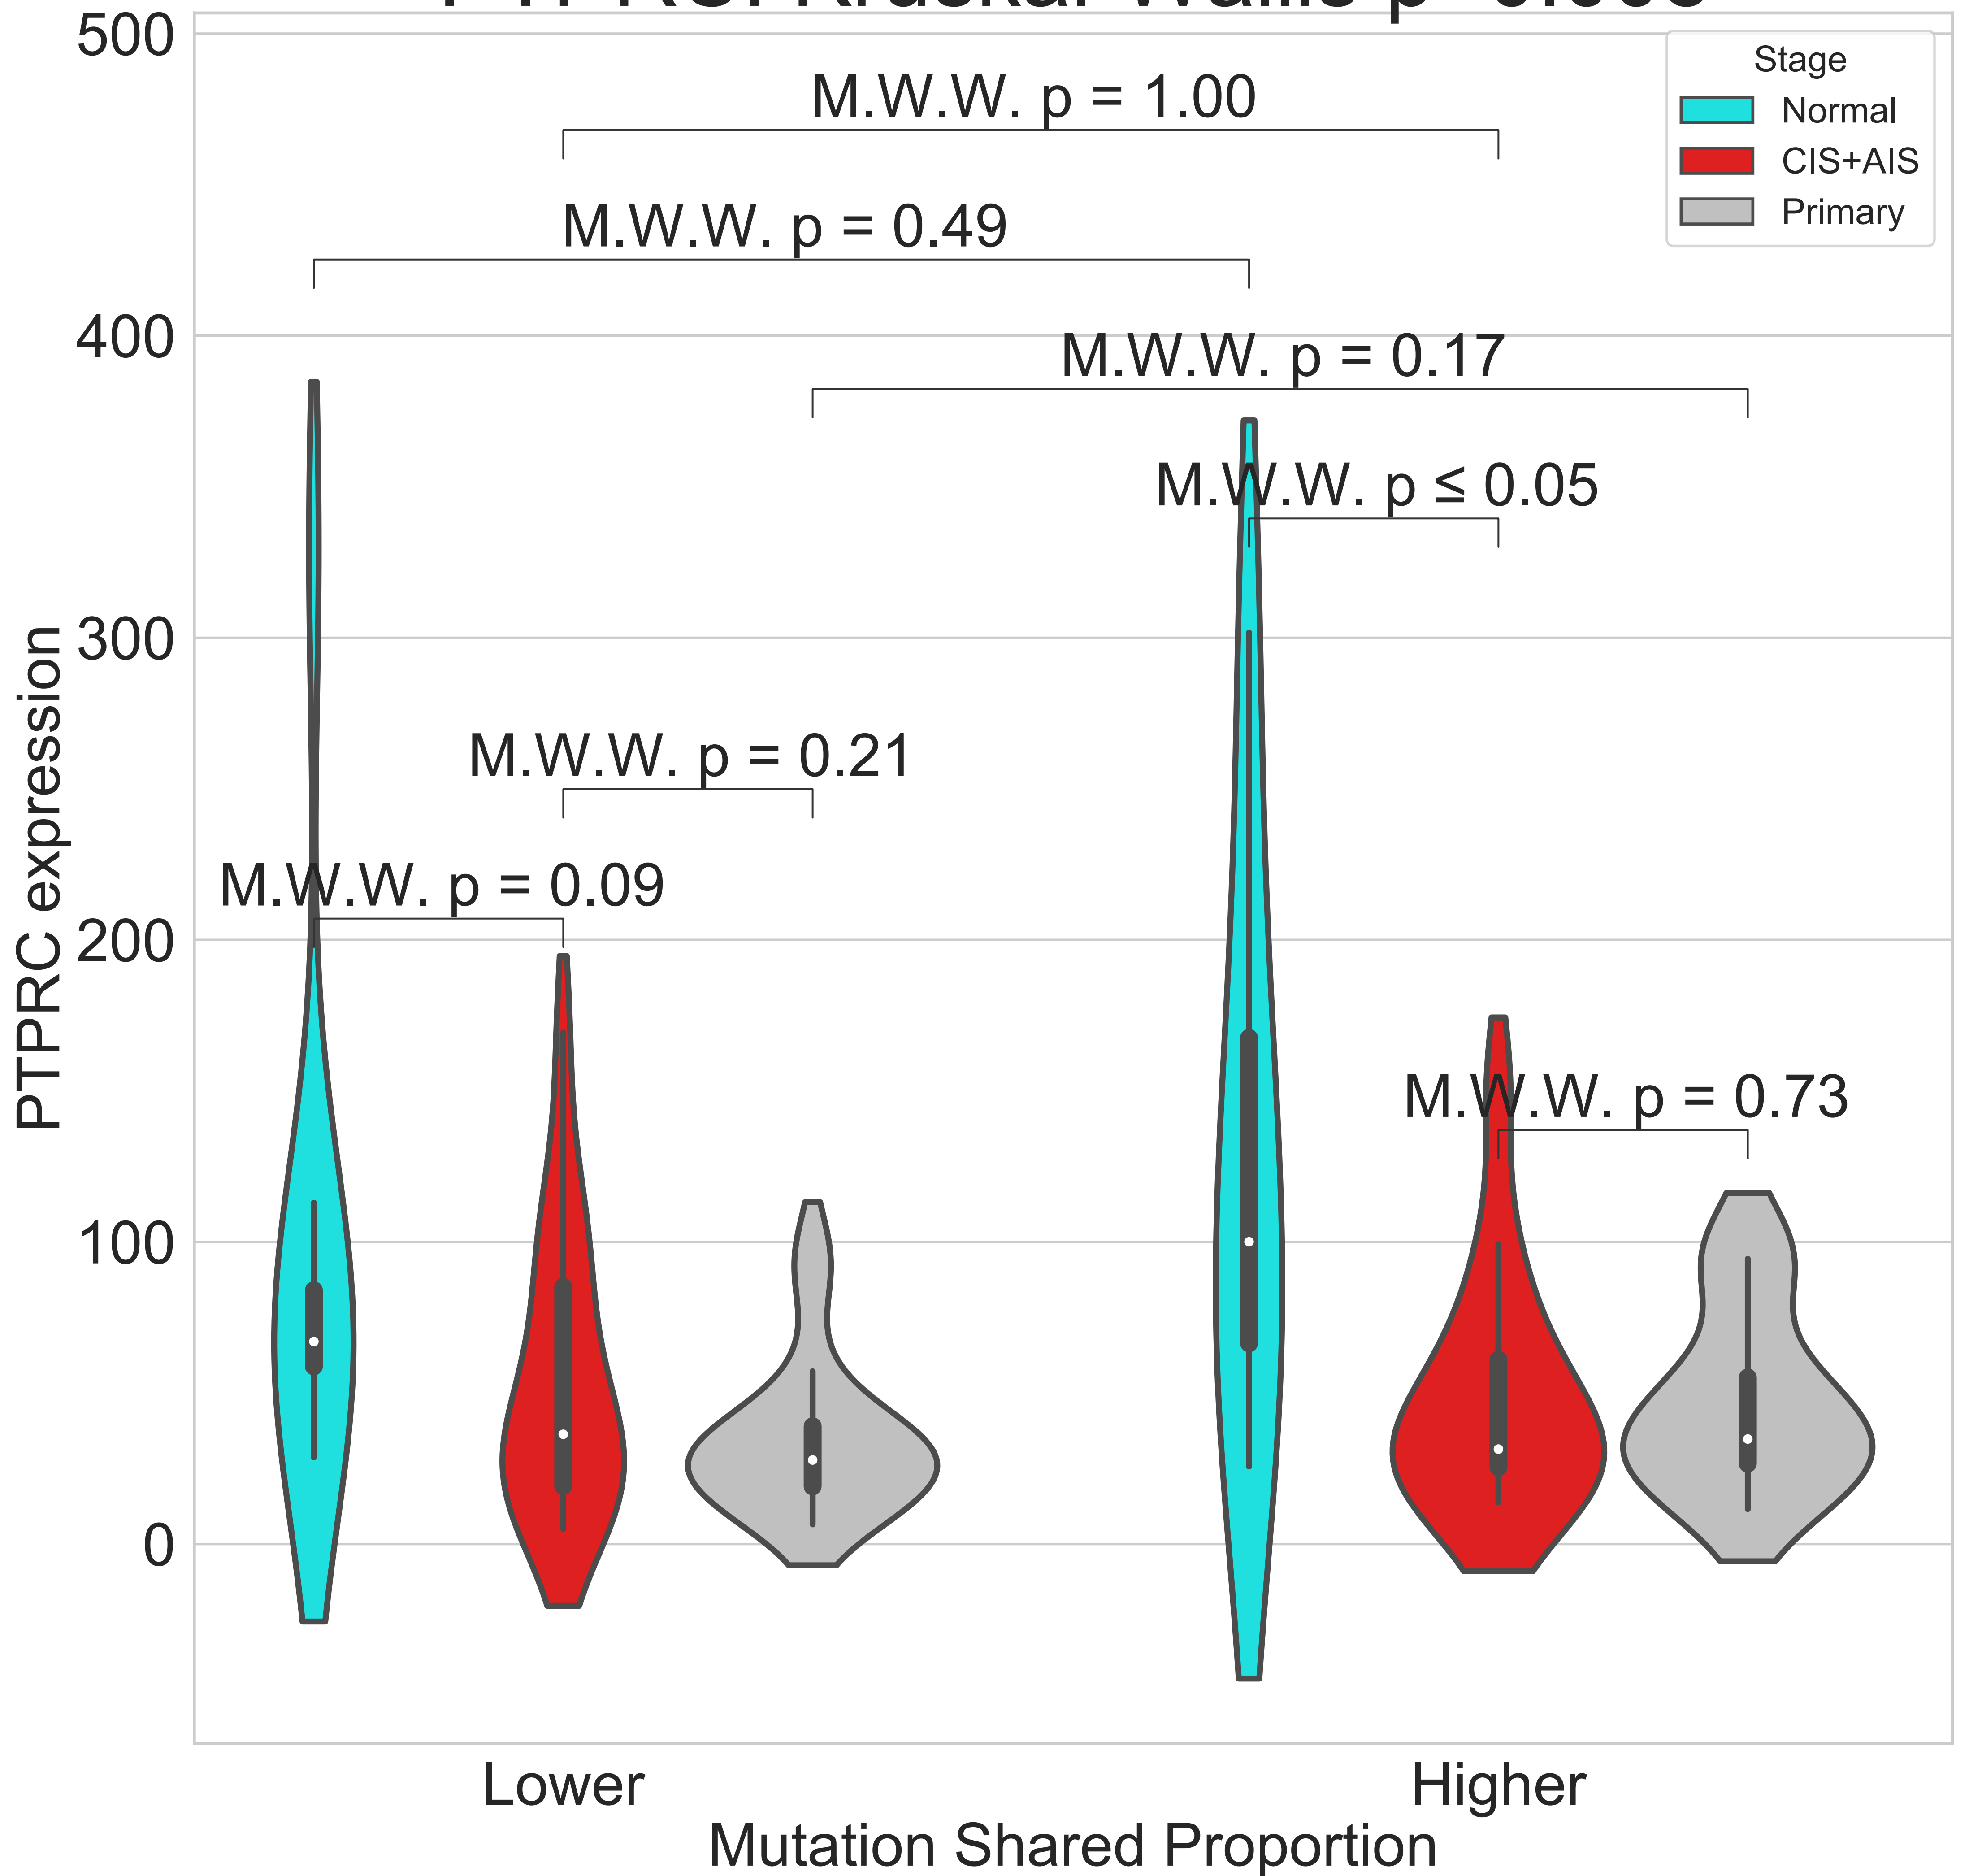 500
Stage
Normal
CIS+AIS
Primary
M.W.W. p = 1.00
M.W.W. p = 0.49
400
M.W.W. p = 0.17
M.W.W. p ≤ 0.05
300
M.W.W. p = 0.21
M.W.W. p = 0.09
200
M.W.W. p = 0.73
100
0
PTPRC expression
Lower
Higher
Mutation Shared Proportion